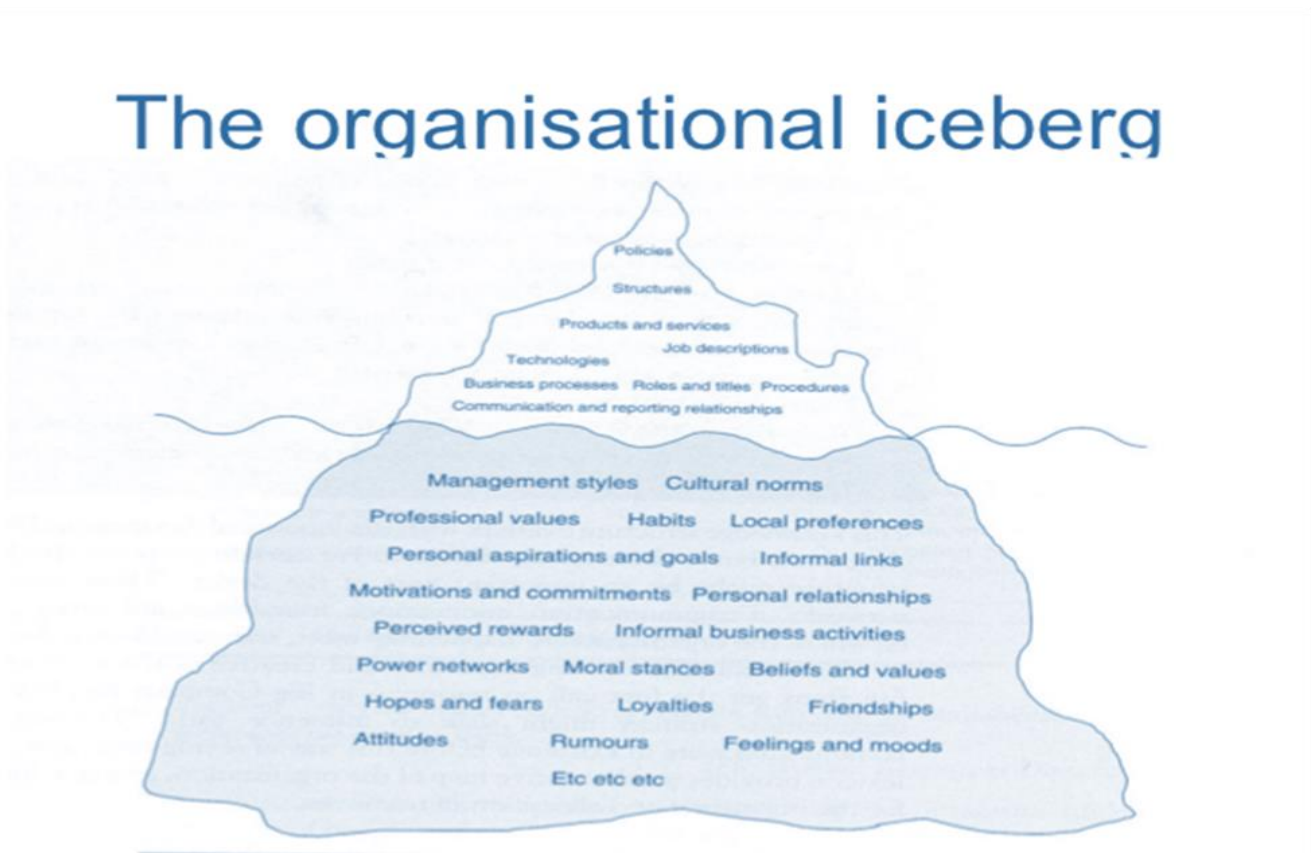 The organisational iceberg
Policies
Structures
Products and services
Job descriptions
Technologies
Business processes Roles and titles Procedures
Communication and reporting relationships
Management styles Cultural norms
Professional values Habits Local preferences
Personal aspirations and goals Informal links
Motivations and commitments Personal relationships
Perceived rewards Informal business activities
Power networks Moral stances Beliefs and values
Hopes and fears Loyalties Friendships
Attitudes Rumours Feelings and moods
Etc etc etc